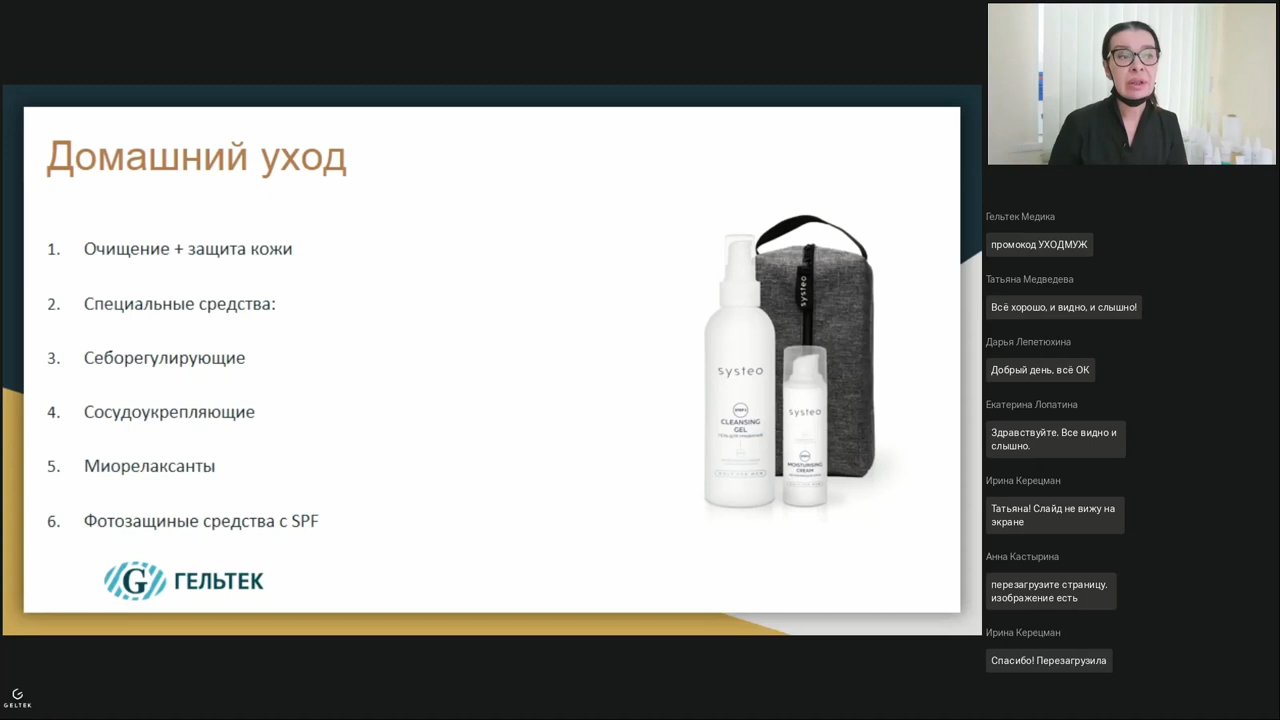 Домашний уход
1. Очищение + защита кожи
2. Специальные средства:
3. Себорегулирующие
4. Сосудоукрепляющие
5. Миорелаксанты
6. Фотозащиные средства с SPF
G ГЕЛЬТЕК
systeo
systeo
CLEANSING
GEL
systeo
MOISTURISING
CREAM
GELTEK
Гельтек Медика
промокод УХОДМУЖ
Татьяна Медведева
Всё хорошо, и видно, и слышно!
Дарья Лепетюхина
Добрый день, всё ОК
Екатерина Лопатина
Здравствуйте. Все видно и
слышно.
Ирина Керецман
Татьяна! Слайд не вижу на
экране
Анна Кастырина
перезагрузите страницу.
изображение есть
Ирина Керецман
Спасибо! Перезагрузила